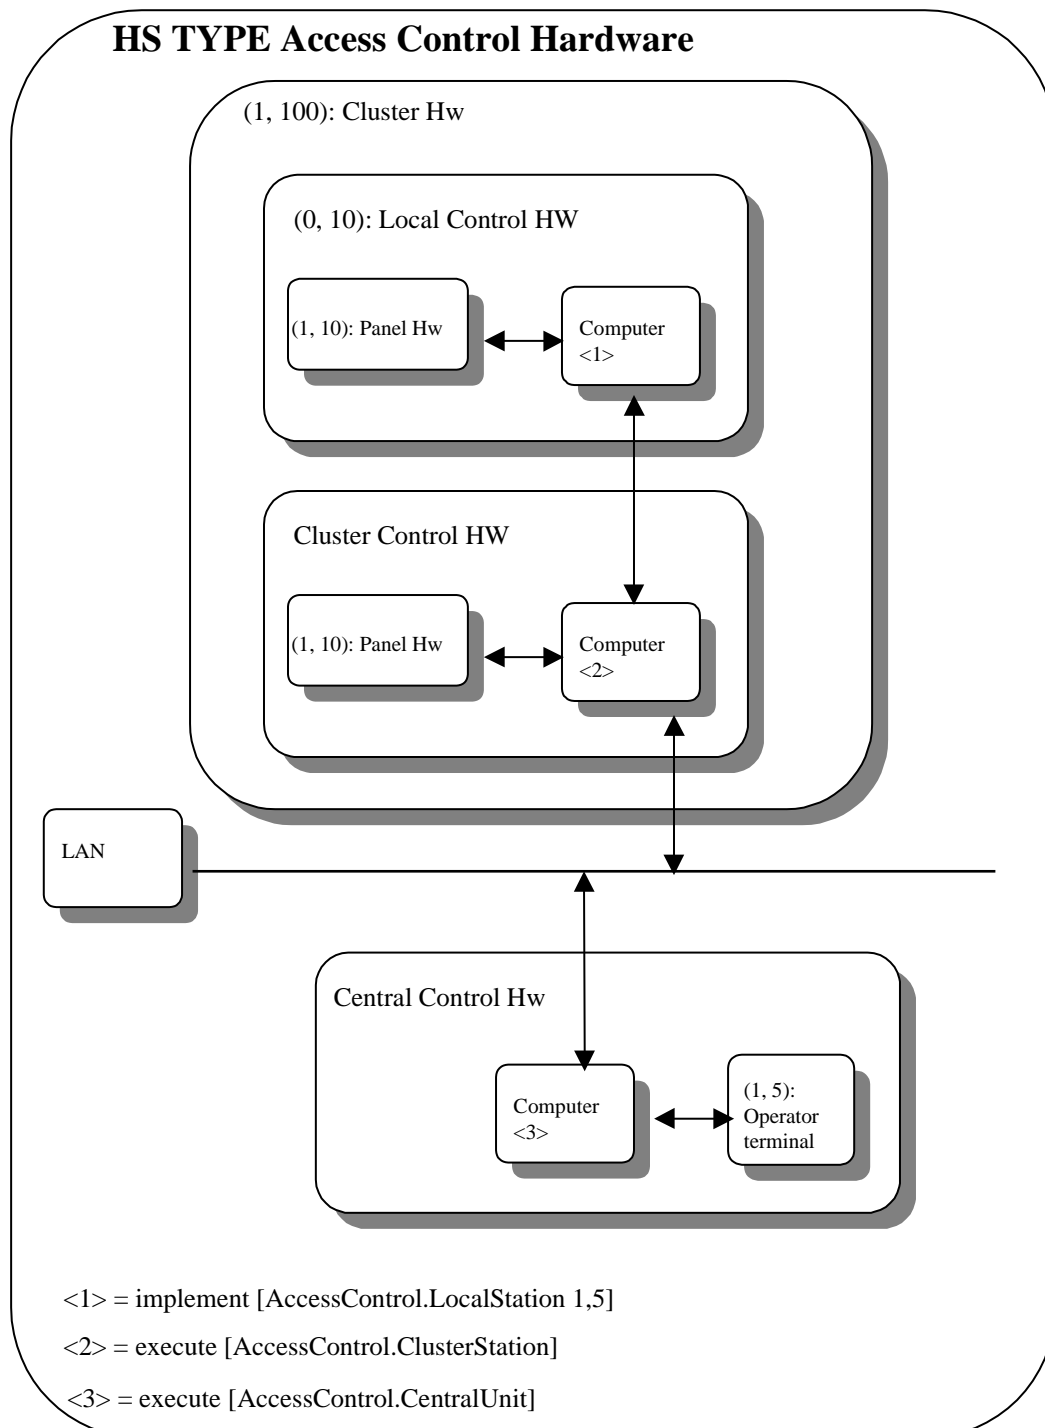 HS TYPE Access Control Hardware
(1, 100): Cluster Hw
(0, 10): Local Control HW
(1, 10): Panel Hw
Computer
<1>
Cluster Control HW
(1, 10): Panel Hw
Computer
<2>
LAN
Central Control Hw
Computer
<3>
(1, 5):
Operator
terminal
<1> = implement [AccessControl.LocalStation 1,5]
<2> = execute [AccessControl.ClusterStation]
<3> = execute [AccessControl.CentralUnit]